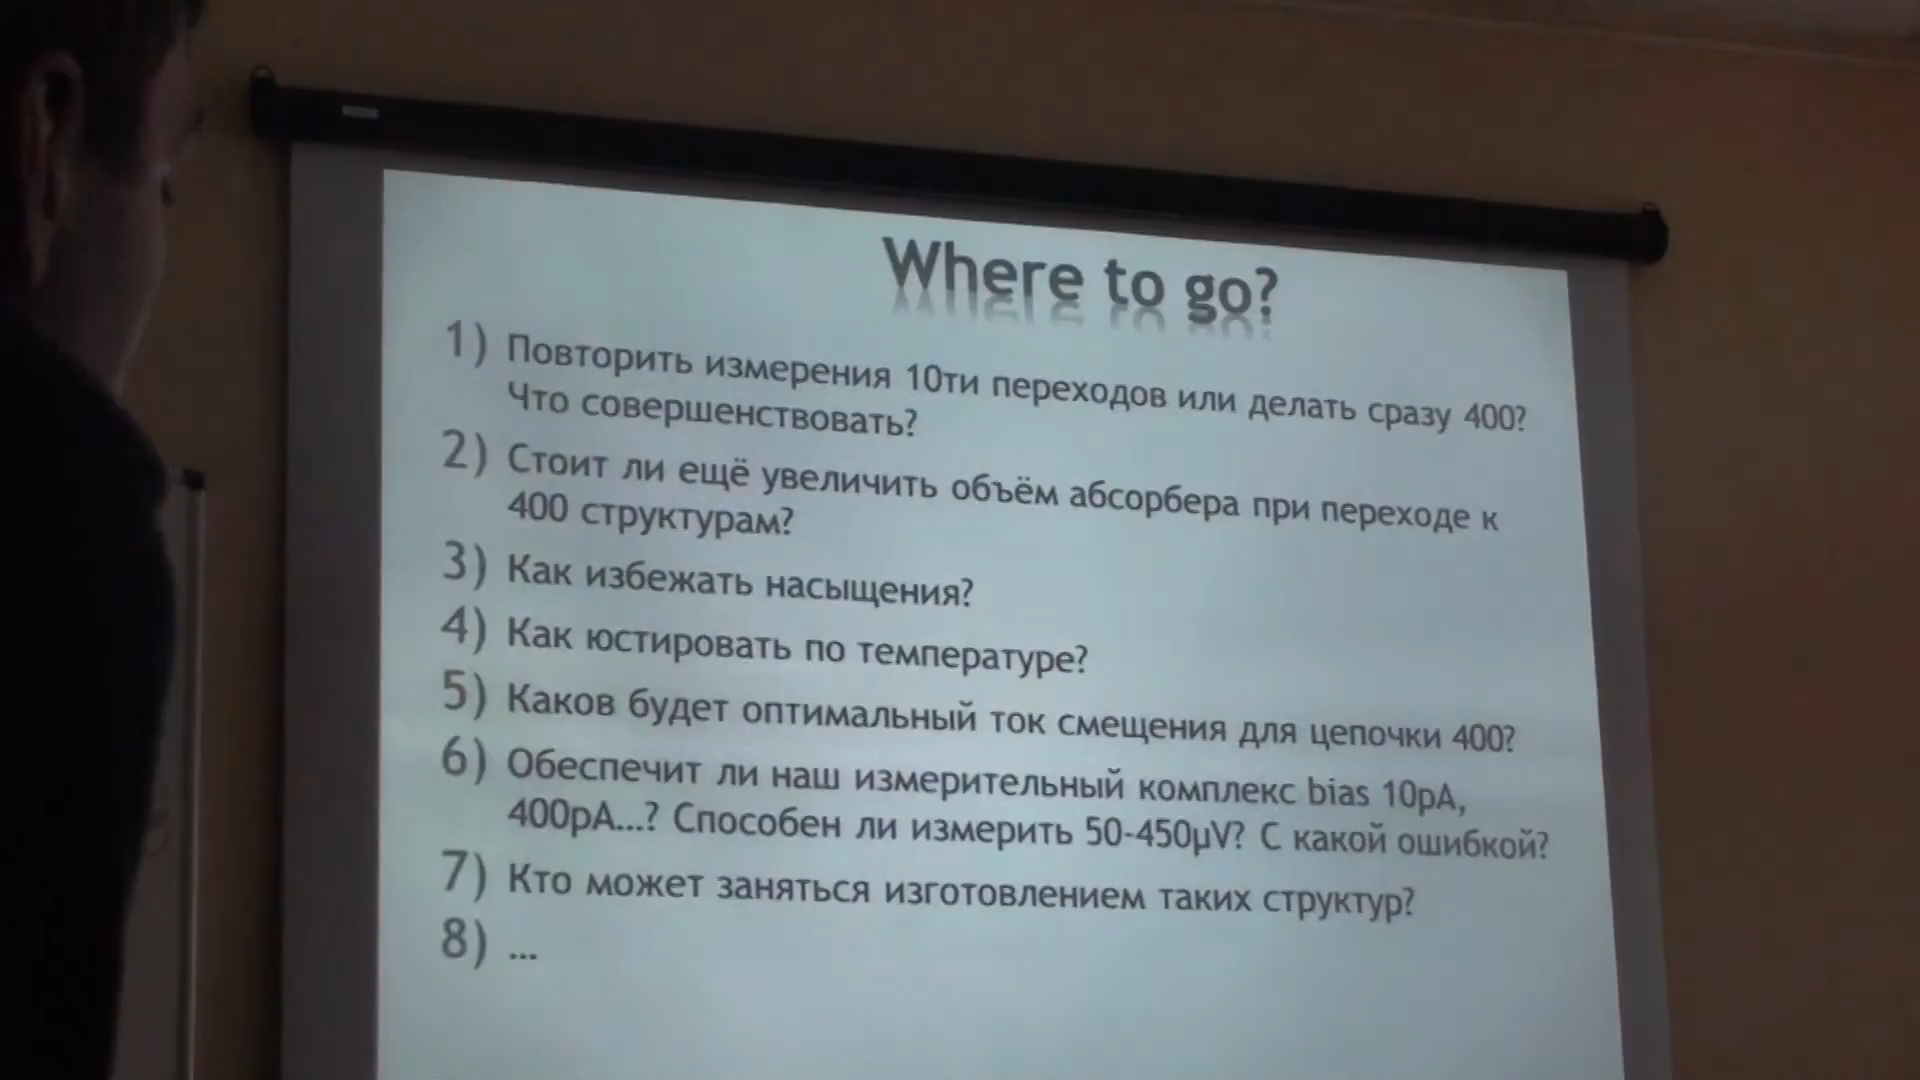 Where to go?
1) Повторить измерения 10ти переходов или делать сразу 400?
Что совершенствовать?
2) Стоит ли ещё увеличить объём абсорбера при переходе к
400 структурам?
3) Как избежать насыщения?
4) Как юстировать по температуре?
5) Каков будет оптимальный ток смещения для цепочки 400?
6) Обеспечит ли наш измерительный комплекс bias 10pA,
400pA...? Способен ли измерить 50-450µV? С какой ошибкой?
7) Кто может заняться изготовлением таких структур?
8) ...